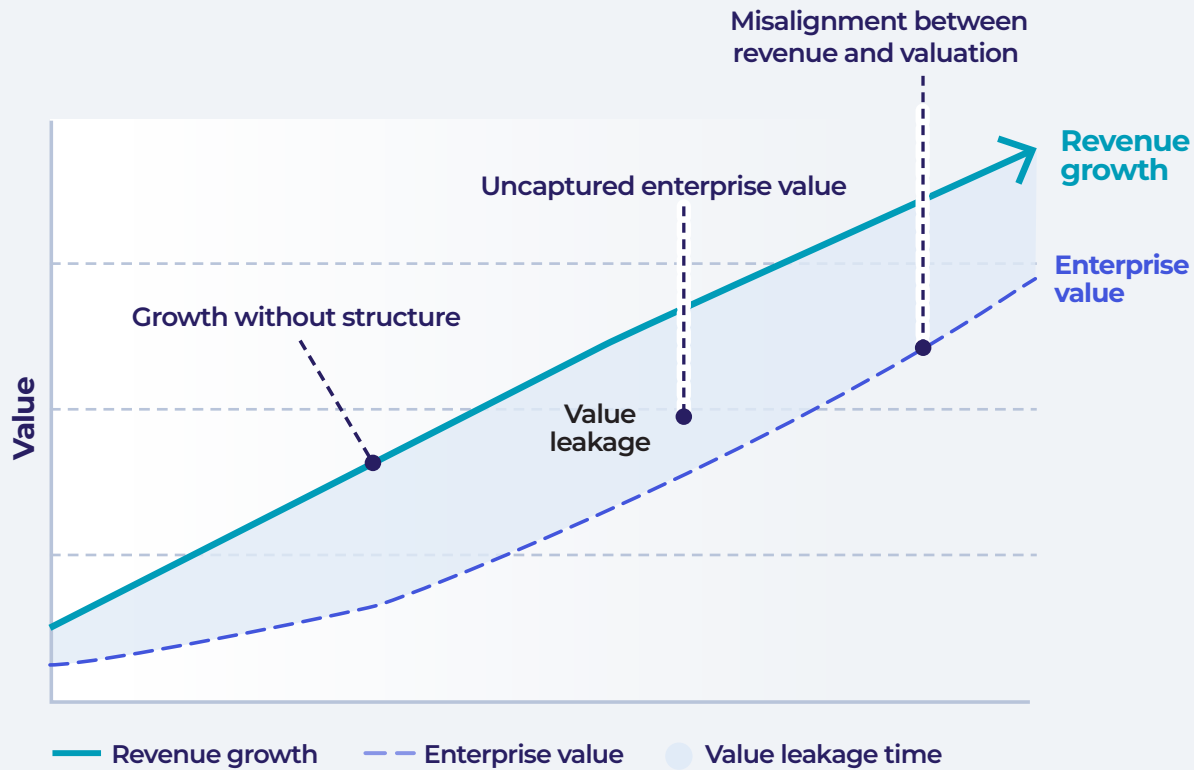 Misalignment between
revenue and valuation
Revenue
growth
Uncaptured enterprise value
Enterprise
value
Growth without structure
Value
Value
leakage
Revenue growth
Enterprise value
Value leakage time